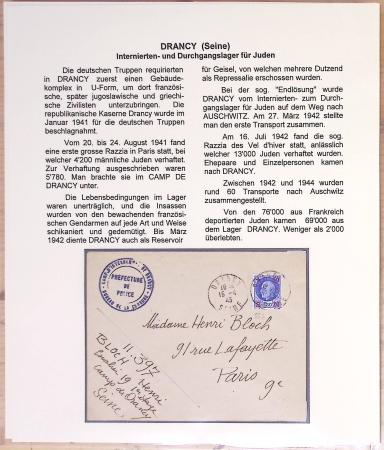 DRANCY (Seine)
Internierten- und Durchgangslager für Juden
Die deutschen Truppen requirierten
in DRANCY zuerst einen Gebäude-
komplex in U-Form, um dort französi-
sche, später jugoslawische und griechi-
sche Zivilisten unterzubringen. Die
republikanische Kaserne Drancy wurde im
Januar 1941 für die deutschen Truppen
beschlagnahmt.
Vom 20. bis 24. August 1941 fand
eine erste grosse Razzia in Paris statt, bei
welcher 4'200 männliche Juden verhaftet.
Zur Verhaftung ausgeschrieben waren
5'780. Man brachte sie im CAMP DE
DRANCY unter.
Die Lebensbedingungen im Lager
waren unerträglich, und die Insassen
wurden von den bewachenden französi-
schen Gendarmen auf jede Art und Weise
schikaniert und gedemütigt. Bis März
1942 diente DRANCY auch als Reservoir
für Geisel, von welchen mehrere Dutzend
als Repressalie erschossen wurden.
Bei der sog. "Endlösung" wurde
DRANCY vom Internierten- zum Durch-
gangslager für Juden auf dem Weg nach
AUSCHWITZ. Am 27. März 1942 stellte
man den ersten Transport zusammen.
Am 16. Juli 1942 fand die sog.
Razzia des Vel d'hiver statt, anlässlich
welcher 13'000 Juden verhaftet wurden.
Ehepaare und Einzelpersonen kamen
nach DRANCY.
Zwischen 1942 und 1944 wurden
rund 60 Transporte nach Auschwitz
zusammengestellt.
Von den 76'000 aus Frankreich
deportierten Juden kamen 69'000 aus
dem Lager DRANCY. Weniger als 2'000
überlebten.
PREFECTURE
DE
POLICE
DRANCY
SEINE
Madame Henri Bloch
91 rue Lafayette
Paris
9e
11.397
BLOCH Henri
Escalier 19
Camp de Drancy
Seine